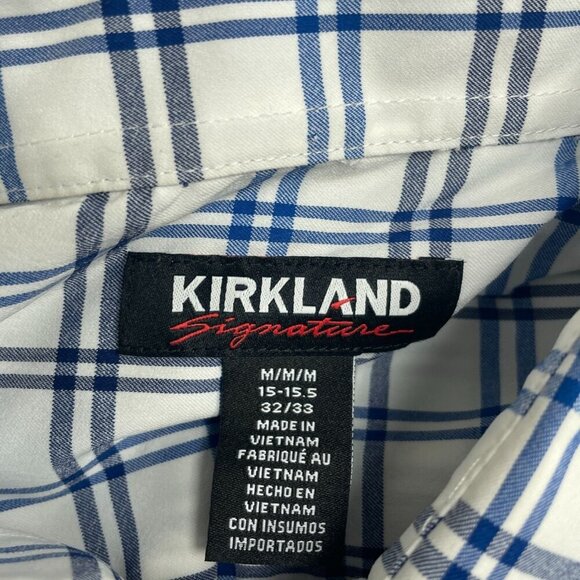 KIRKLAND
Signature
M/M/M
15-15.5
32/33
MADE IN
VIETNAM
FABRIQUÉ AU
VIETNAM
HECHO EN
VIETNAM
CON INSUMOS
IMPORTADOS